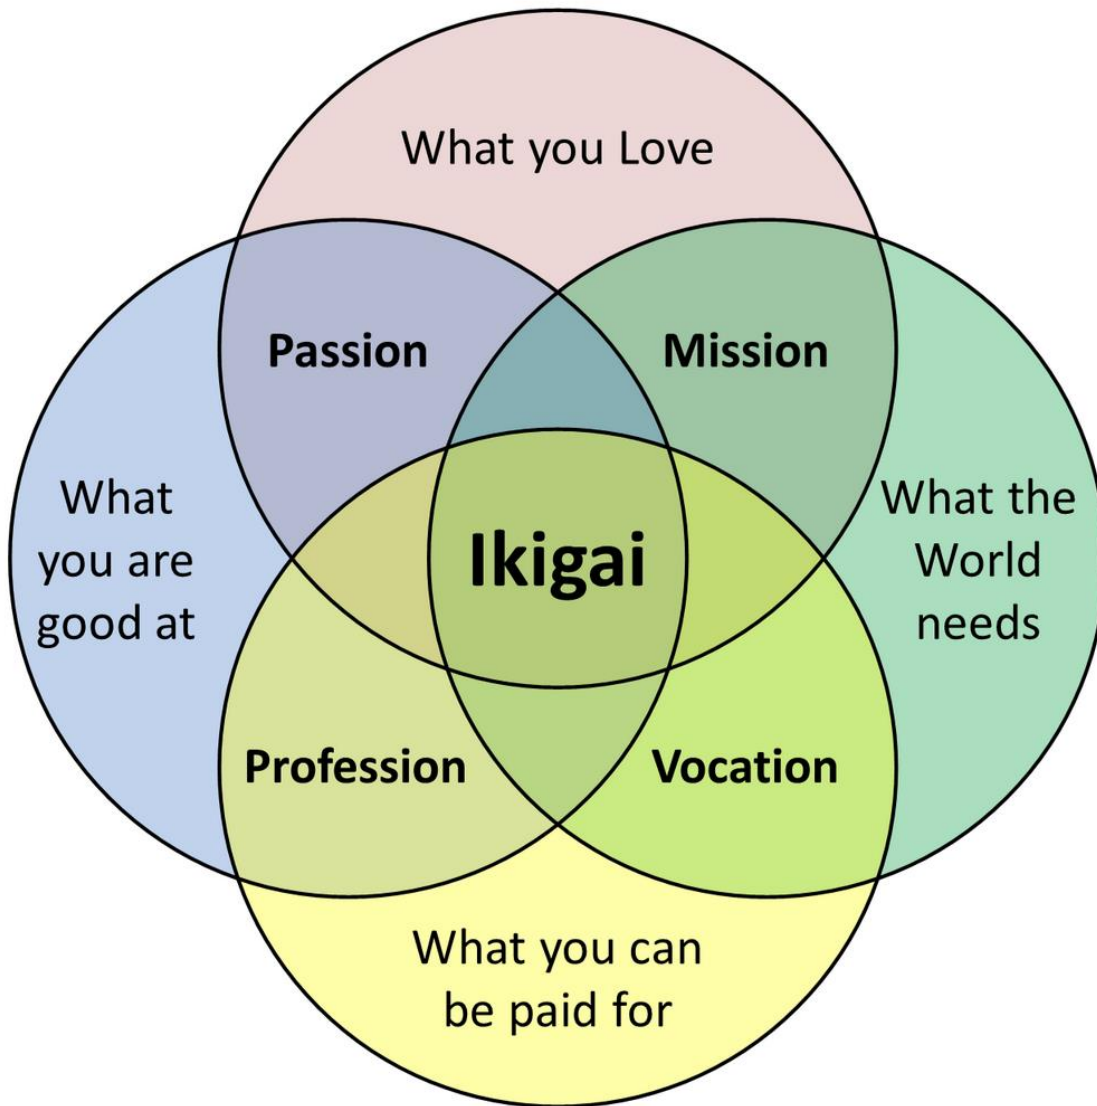 What you Love
Passion
Mission
What
you are
good at
Ikigai
What the
World
needs
Profession
Vocation
What you can
be paid for